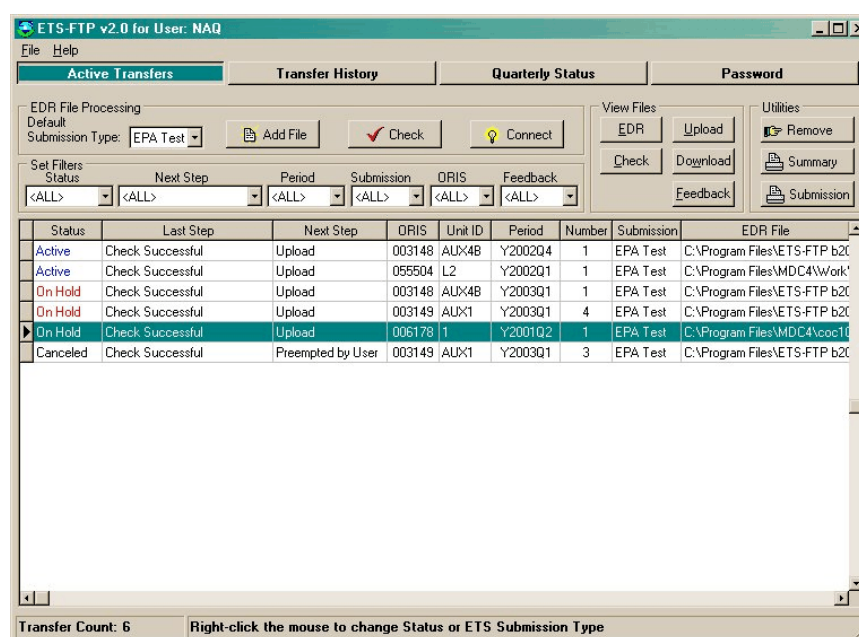 ETS-FTP v2.0 for User: NAQ
File Help
Active Transfers Transfer History Quarterly Status Password
EDR File Processing View Files Utilities
Default
Submission Type: EPA Test Add File Check Connect EDR Upload Remove
Check Download Summary
Set Filters
Status Next Step Period Submission ORIS Feedback
<ALL> <ALL> <ALL> <ALL> <ALL> <ALL> Feedback Submission
Status Last Step Next Step ORIS Unit ID Period Number Submission EDR File
Active Check Successful Upload 003148 AUX4B Y2002Q4 1 EPA Test C:\Program Files\ETS-FTP b20
Active Check Successful Upload 055504 L2 Y2002Q1 1 EPA Test C:\Program Files\MDC4\Work
On Hold Check Successful Upload 003148 AUX4B Y2003Q1 1 EPA Test C:\Program Files\ETS-FTP b20
On Hold Check Successful Upload 003149 AUX1 Y2003Q1 4 EPA Test C:\Program Files\ETS-FTP b20
On Hold Check Successful Upload 006178 1 Y2001Q2 1 EPA Test C:\Program Files\MDC4\coc10
Canceled Check Successful Preempted by User 003149 AUX1 Y2003Q1 3 EPA Test C:\Program Files\ETS-FTP b20
Transfer Count: 6 Right-click the mouse to change Status or ETS Submission Type